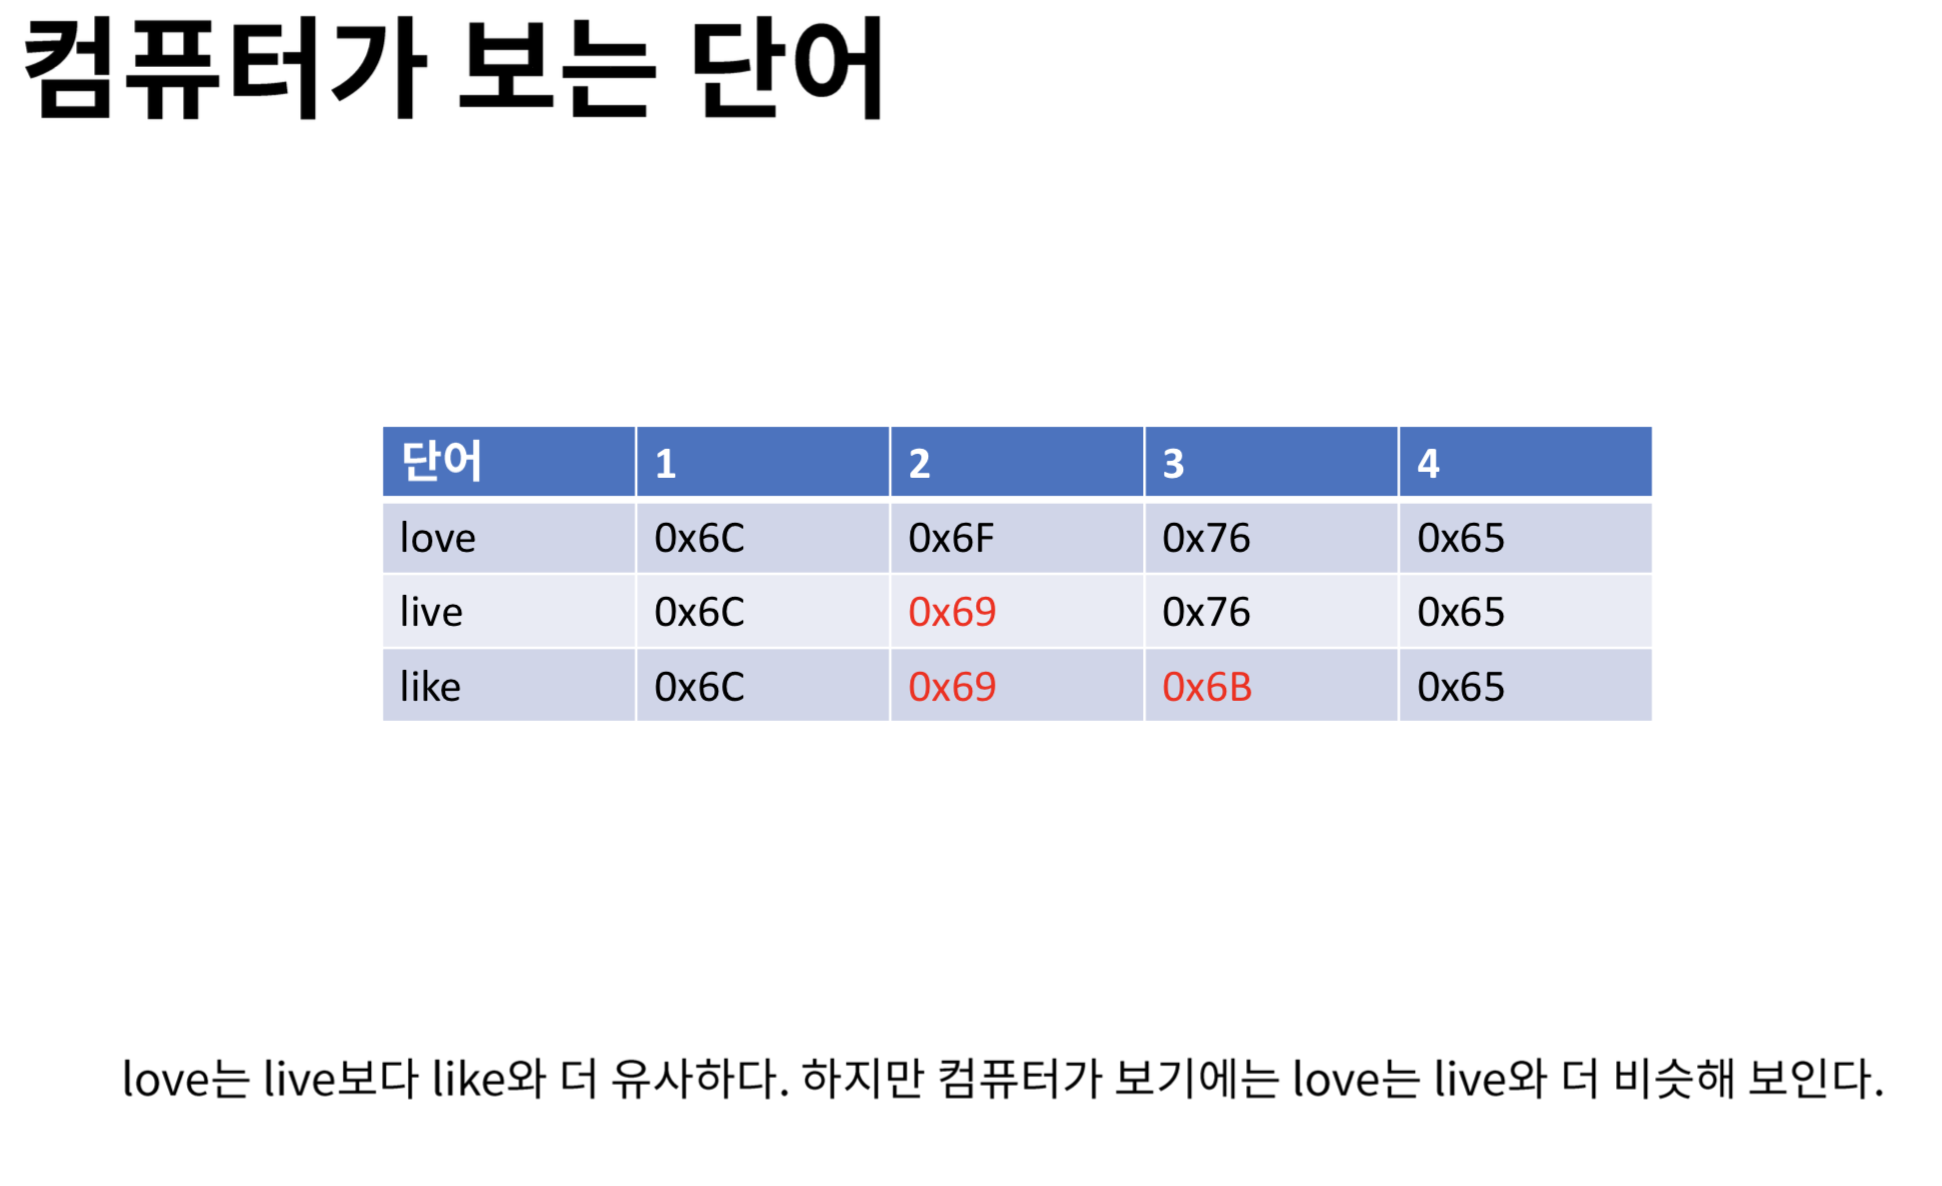 컴퓨터가 보는 단어
단어 1 2 3 4
love 0x6C 0x6F 0x76 0x65
live 0x6C 0x69 0x76 0x65
like 0x6C 0x69 0x6B 0x65
love는 live보다 like와 더 유사하다. 하지만 컴퓨터가 보기에는 love는 live와 더 비슷해 보인다.